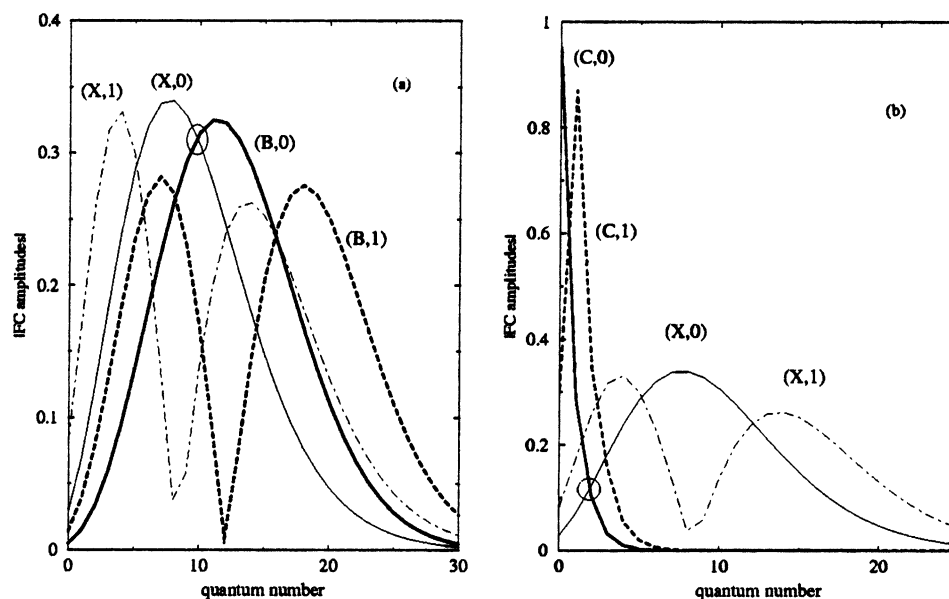 0.4
0.3
0.2
0.1
0
|FC amplitudes|
(X,1)
(X,0)
(a)
(B,0)
(B,1)
0
10
20
30
quantum number
1
0.8
0.6
0.4
0.2
0
|FC amplitudes|
(C,0)
(b)
(C,1)
(X,0)
(X,1)
0
10
20
quantum number